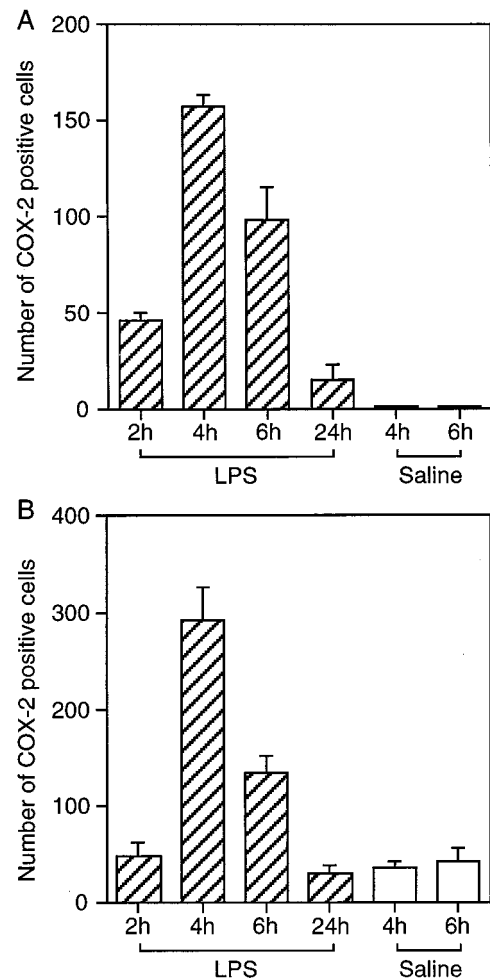 A
Number of COX-2 positive cells
200
150
100
50
0
2h 4h 6h 24h 4h 6h
LPS Saline
B
Number of COX-2 positive cells
400
300
200
100
0
2h 4h 6h 24h 4h 6h
LPS Saline